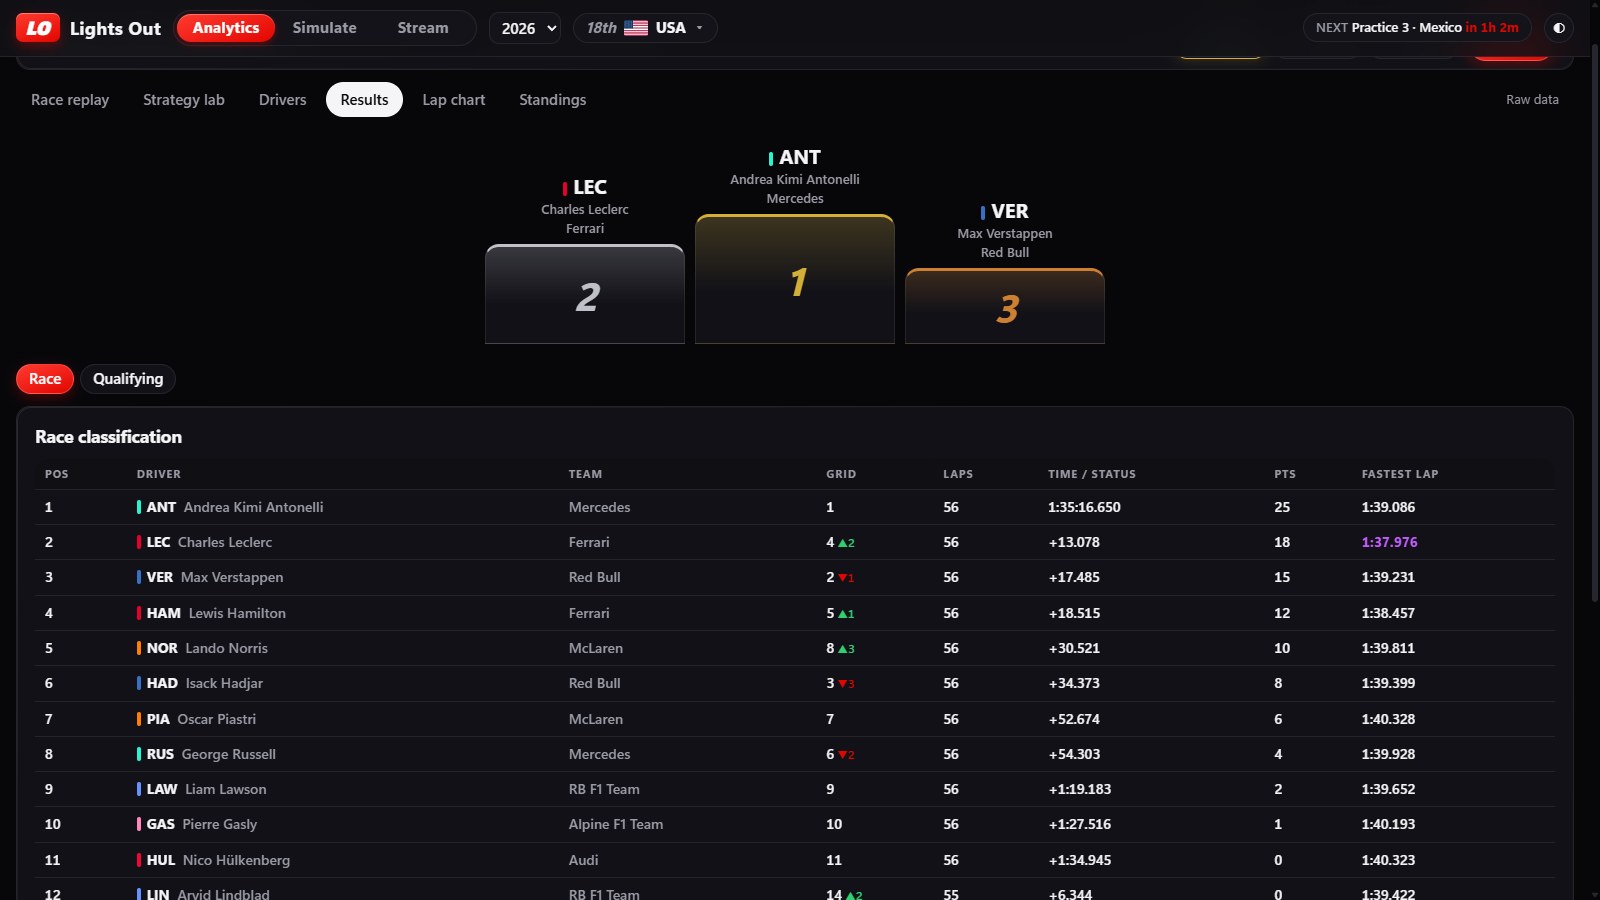 LO Lights Out Analytics Simulate Stream 2026 18th USA NEXT Practice 3 · Mexico in 1h 2m
Race replay Strategy lab Drivers Results Lap chart Standings Raw data
ANT
Andrea Kimi Antonelli
Mercedes
LEC
Charles Leclerc
Ferrari
VER
Max Verstappen
Red Bull
2 1 3
Race Qualifying
Race classification
POS DRIVER TEAM GRID LAPS TIME / STATUS PTS FASTEST LAP
1 ANT Andrea Kimi Antonelli Mercedes 1 56 1:35:16.650 25 1:39.086
2 LEC Charles Leclerc Ferrari 4 ▲2 56 +13.078 18 1:37.976
3 VER Max Verstappen Red Bull 2 ▼1 56 +17.485 15 1:39.231
4 HAM Lewis Hamilton Ferrari 5 ▲1 56 +18.515 12 1:38.457
5 NOR Lando Norris McLaren 8 ▲3 56 +30.521 10 1:39.811
6 HAD Isack Hadjar Red Bull 3 ▼3 56 +34.373 8 1:39.399
7 PIA Oscar Piastri McLaren 7 56 +52.674 6 1:40.328
8 RUS George Russell Mercedes 6 ▼2 56 +54.303 4 1:39.928
9 LAW Liam Lawson RB F1 Team 9 56 +1:19.183 2 1:39.652
10 GAS Pierre Gasly Alpine F1 Team 10 56 +1:27.516 1 1:40.193
11 HUL Nico Hülkenberg Audi 11 56 +1:34.945 0 1:40.323
12 LIN Arvid Lindblad RB F1 Team 14 ▲2 55 +6.344 0 1:39.422